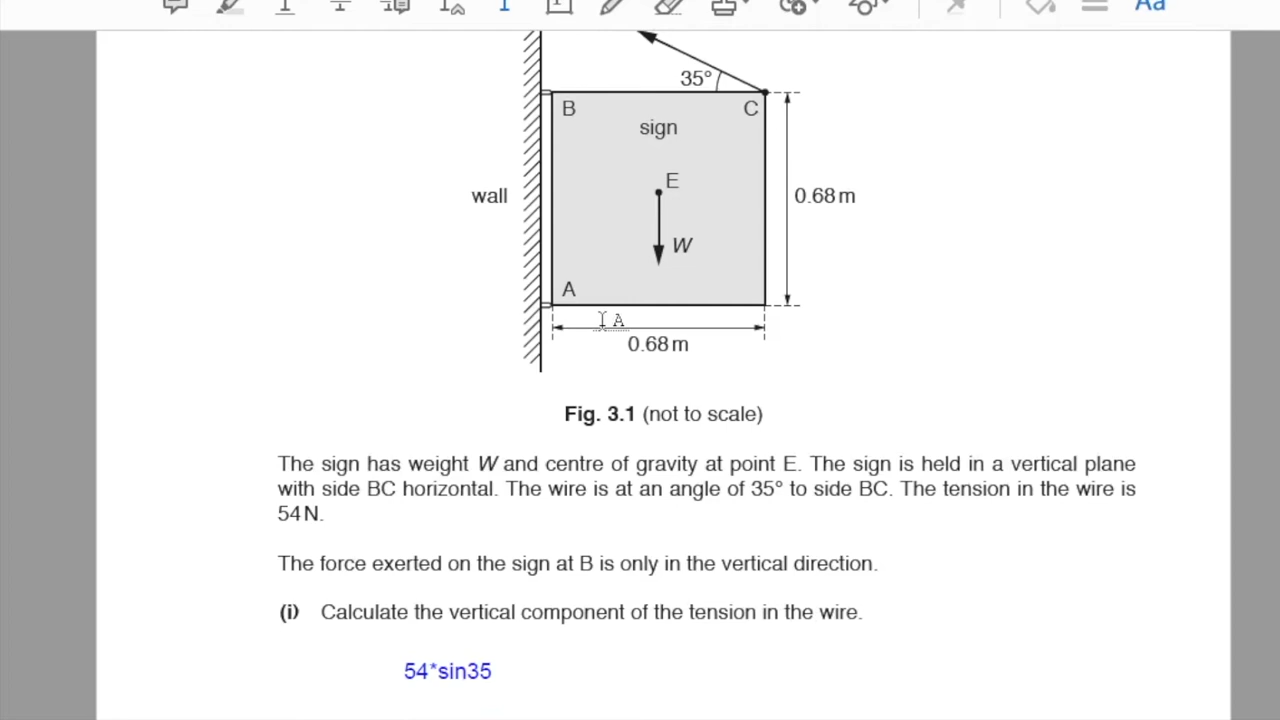 Aa
35°
B
C
sign
E
wall
0.68 m
W
A
A
0.68 m
Fig. 3.1 (not to scale)
The sign has weight W and centre of gravity at point E. The sign is held in a vertical plane
with side BC horizontal. The wire is at an angle of 35° to side BC. The tension in the wire is
54 N.
The force exerted on the sign at B is only in the vertical direction.
(i) Calculate the vertical component of the tension in the wire.
54*sin35